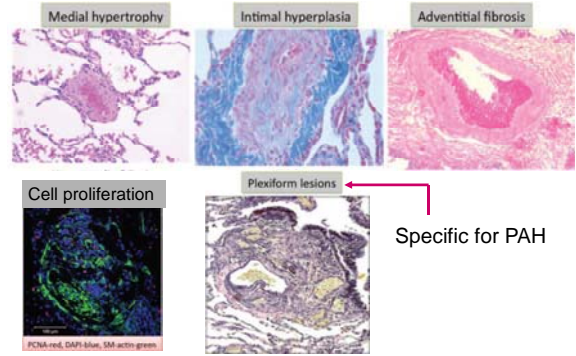 Medial hypertrophy
Intimal hyperplasia
Adventitial fibrosis
Cell proliferation
Plexiform lesions
Specific for PAH
PCNA-red, DAPI-blue, SM-actin-green